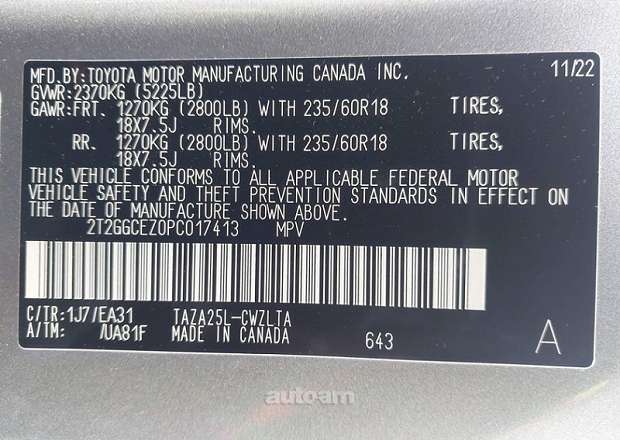 MFD.BY:TOYOTA MOTOR MANUFACTURING CANADA INC. 11/22
GVWR:2370KG (5225LB)
GAWR:FRT. 1270KG (2800LB) WITH 235/60R18 TIRES,
18X7.5J RIMS.
RR. 1270KG (2800LB) WITH 235/60R18 TIRES,
18X7.5J RIMS.
THIS VEHICLE CONFORMS TO ALL APPLICABLE FEDERAL MOTOR
VEHICLE SAFETY AND THEFT PREVENTION STANDARDS IN EFFECT ON
THE DATE OF MANUFACTURE SHOWN ABOVE.
2T2GGCEZ0PC017413 MPV
C/TR:1J7/EA31 TAZA25L-CWZLTA
A/TM: /UA81F MADE IN CANADA 643 A
autoam